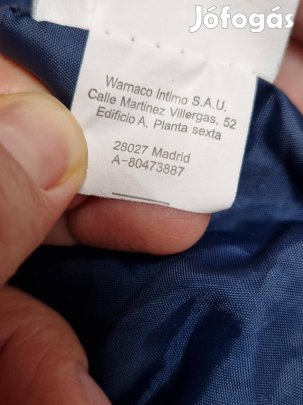 Jófogás
Warnaco Intimo S.A.U.
Calle Martinez Villergas, 52
Edificio A, Planta sexta
28027 Madrid
A-80473887